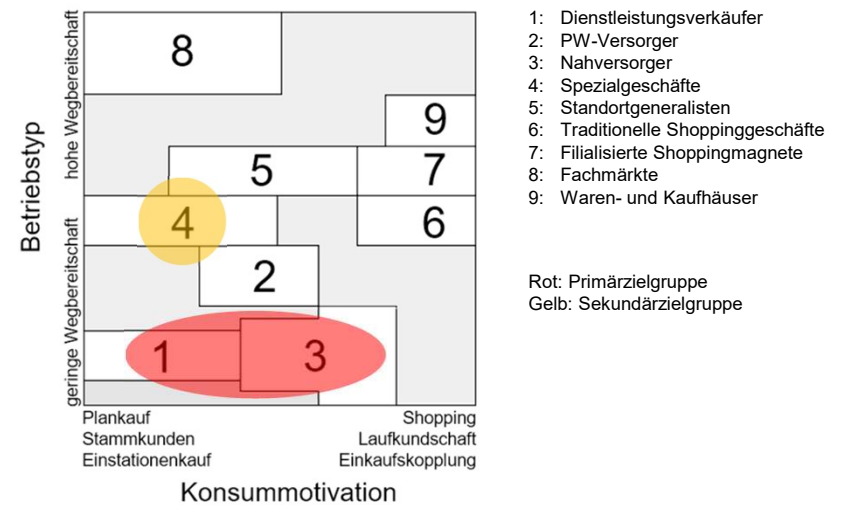 Betriebstyp
hohe Wegbereitschaft
geringe Wegbereitschaft
8
9
5
7
4
6
2
1
3
Plankauf
Stammkunden
Einstationenkauf
Shopping
Laufkundschaft
Einkaufskopplung
Konsummotivation
1: Dienstleistungsverkäufer
2: PW-Versorger
3: Nahversorger
4: Spezialgeschäfte
5: Standortgeneralisten
6: Traditionelle Shoppinggeschäfte
7: Filialisierte Shoppingmagnete
8: Fachmärkte
9: Waren- und Kaufhäuser
Rot: Primärzielgruppe
Gelb: Sekundärzielgruppe